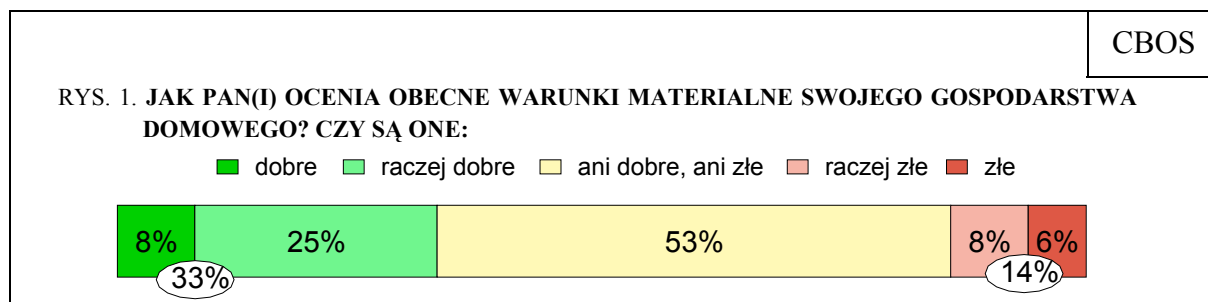 CBOS
RYS. 1. JAK PAN(I) OCENIA OBECNE WARUNKI MATERIALNE SWOJEGO GOSPODARSTWA
DOMOWEGO? CZY SĄ ONE:
dobre raczej dobre ani dobre, ani złe raczej złe złe
8% 25% 53% 8% 6%
33% 14%